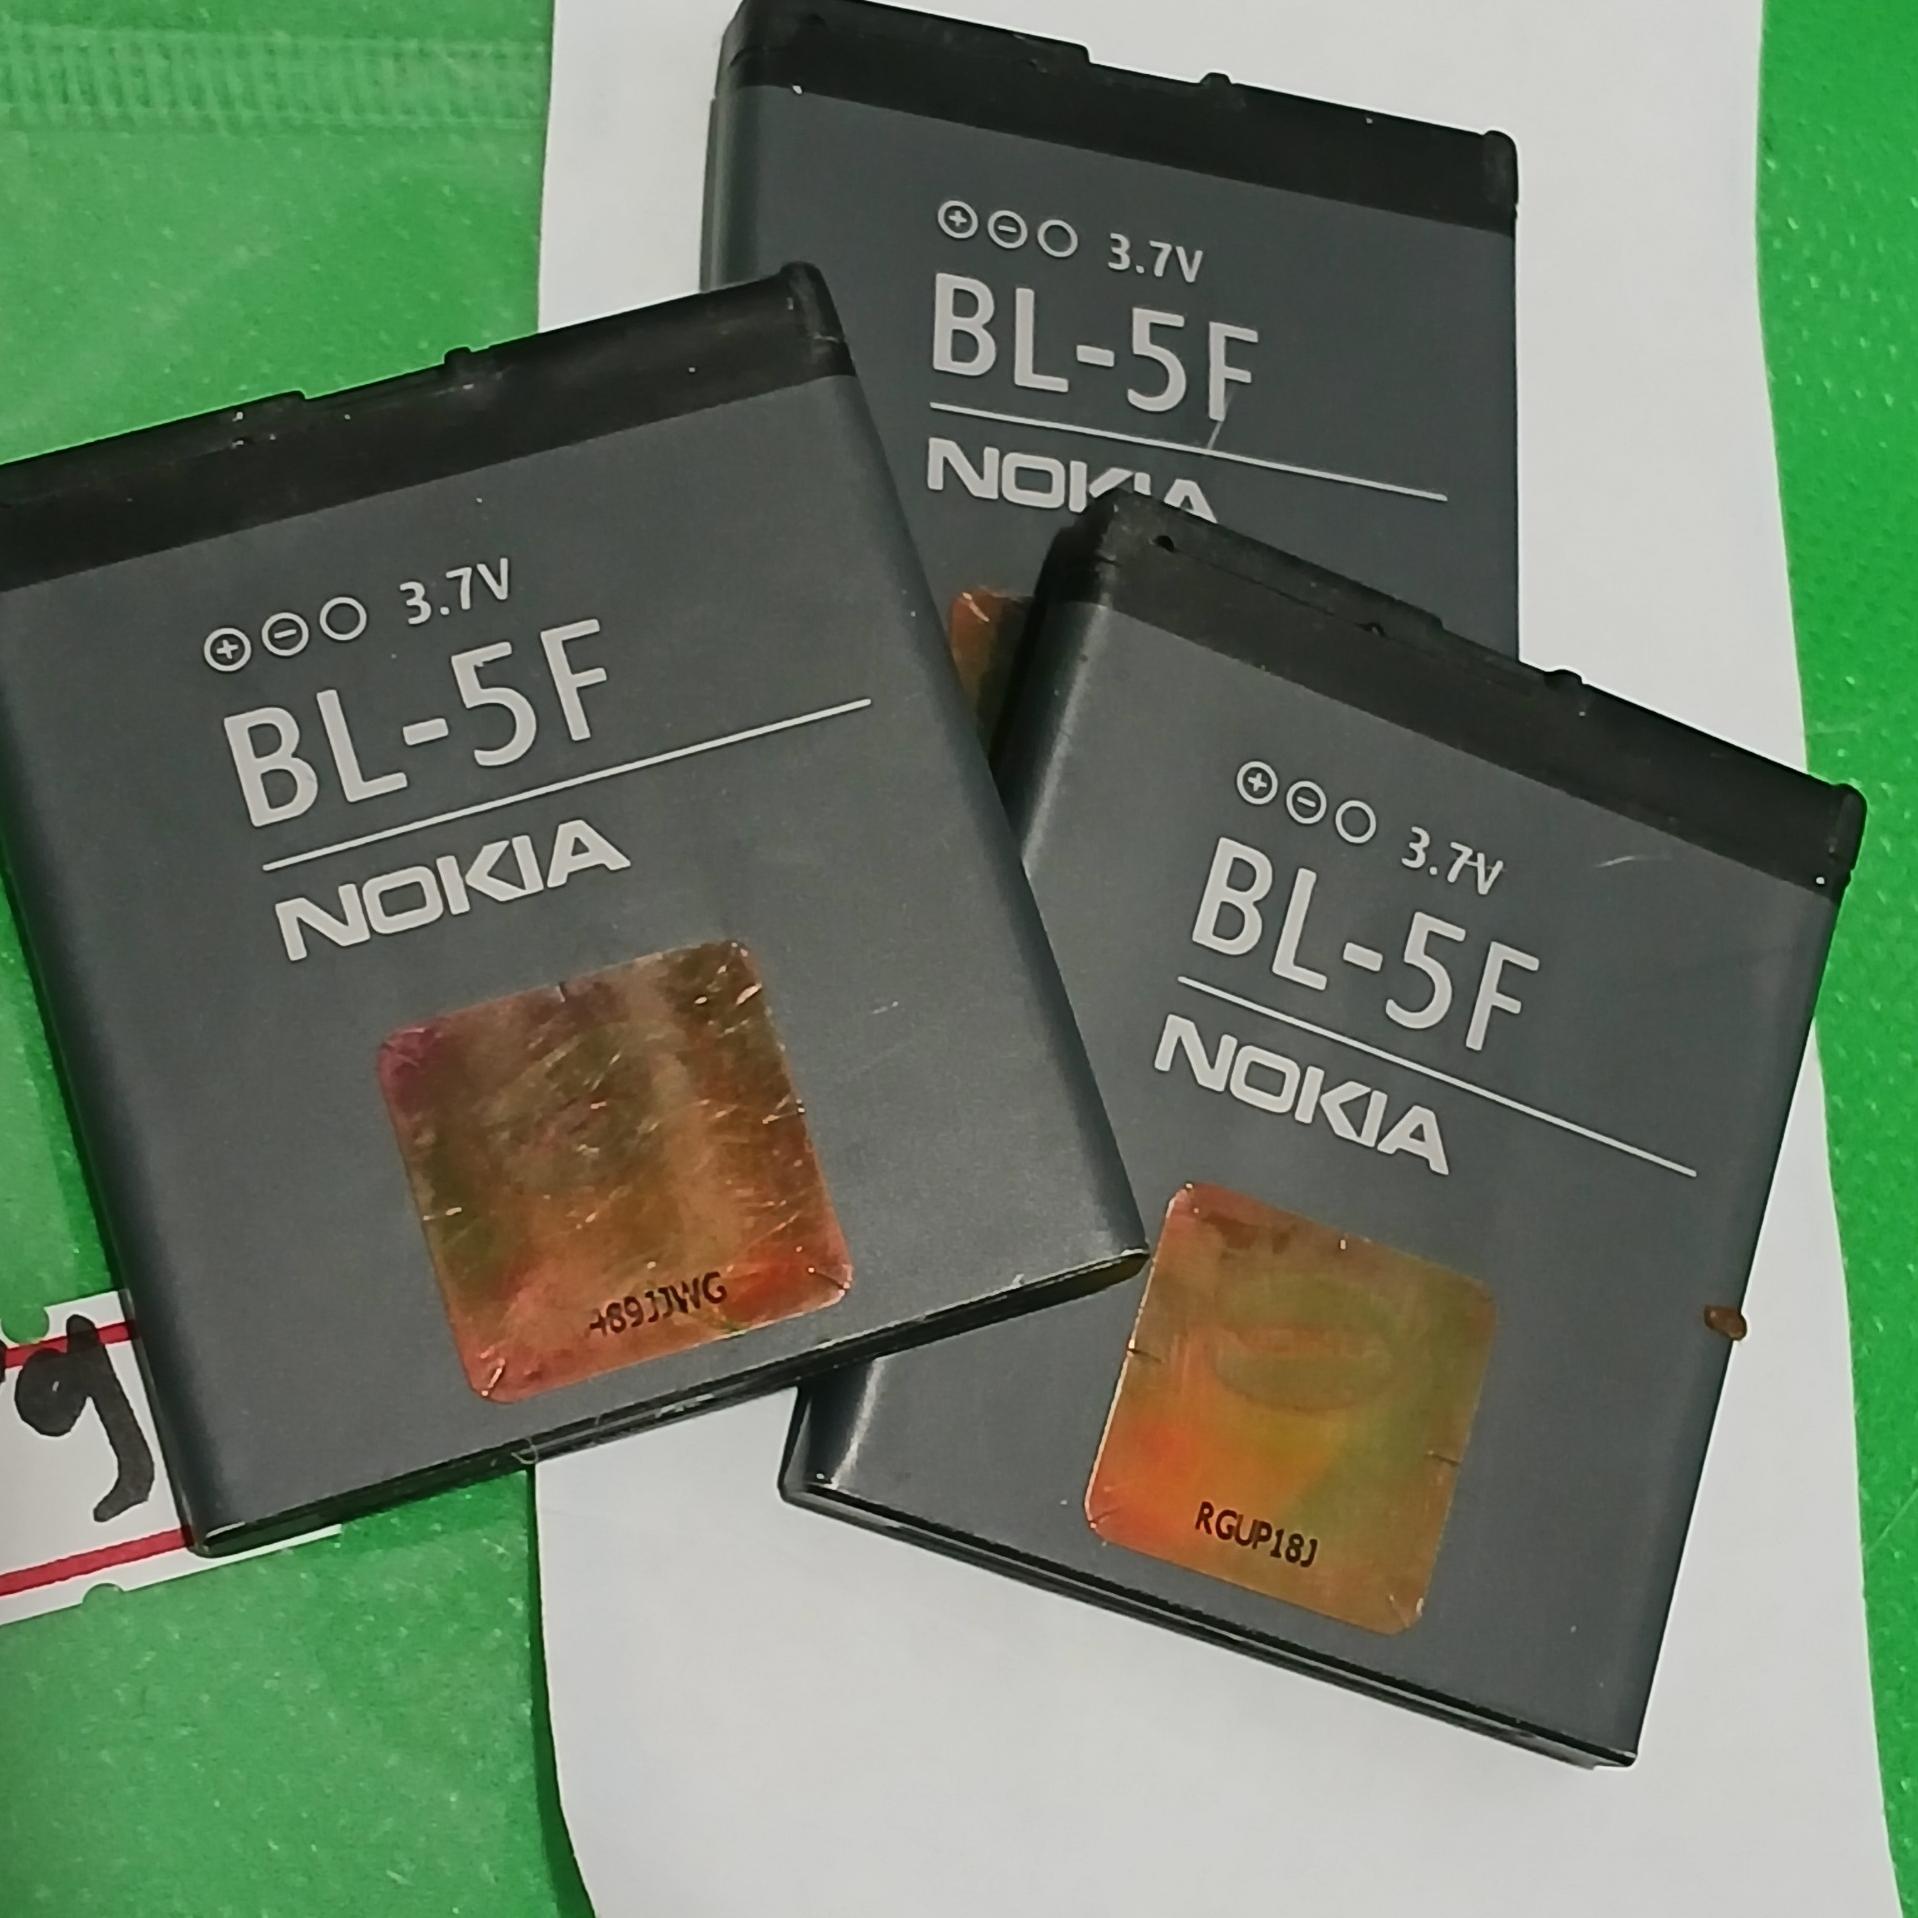 ⊕⊖○ 3.7V
BL-5F
NOKIA
⊕⊖○ 3.7V
BL-5F
NOKIA
A89JJWG
⊕⊖○ 3.7V
BL-5F
NOKIA
RGUP18J